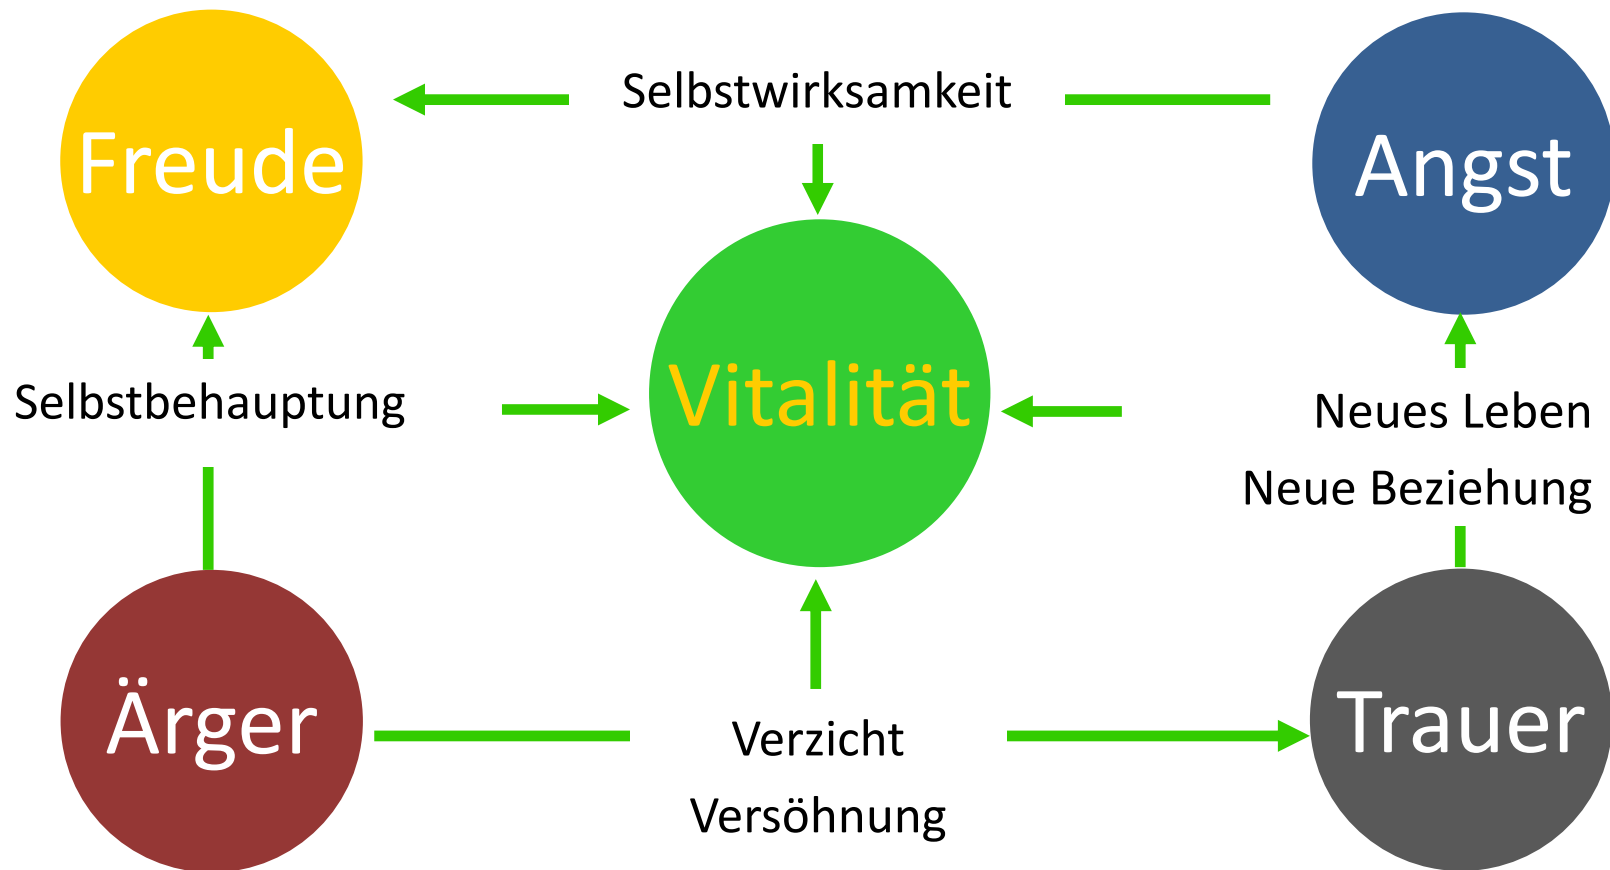 Selbstwirksamkeit
Freude
Angst
Selbstbehauptung
Vitalität
Neues Leben
Neue Beziehung
Ärger
Verzicht
Versöhnung
Trauer